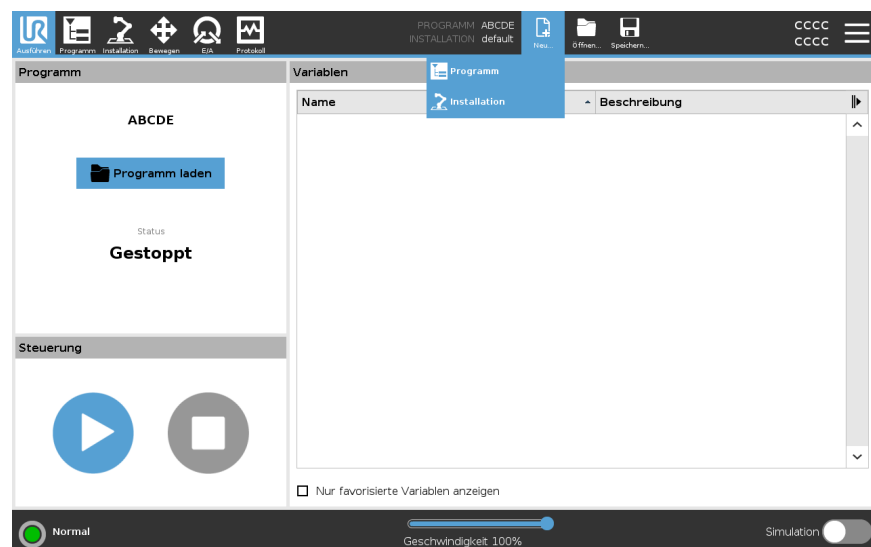 PROGRAMM ABCDE
INSTALLATION default
CCCC
CCCC
Ausführen Programm Installation Bewegen E/A Protokoll
Neu... Öffnen... Speichern...
Programm
Installation
Programm
ABCDE
Programm laden
Status
Gestoppt
Steuerung
Variablen
Name Beschreibung
Nur favorisierte Variablen anzeigen
Normal
Geschwindigkeit 100%
Simulation